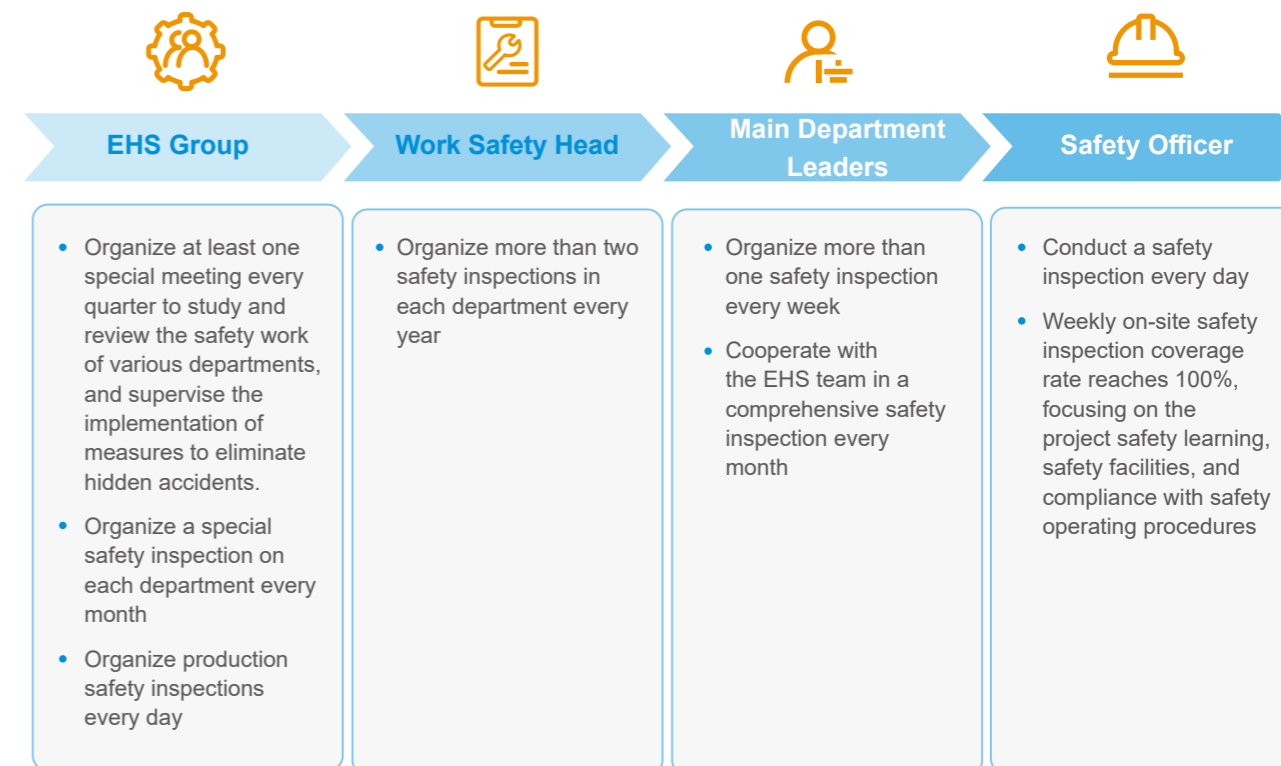 EHS Group
Work Safety Head
Main Department
Leaders
Safety Officer
• Organize at least one
special meeting every
quarter to study and
review the safety work
of various departments,
and supervise the
implementation of
measures to eliminate
hidden accidents.
• Organize a special
safety inspection on
each department every
month
• Organize production
safety inspections
every day
• Organize more than two
safety inspections in
each department every
year
• Organize more than
one safety inspection
every week
• Cooperate with
the EHS team in a
comprehensive safety
inspection every
month
• Conduct a safety
inspection every day
• Weekly on-site safety
inspection coverage
rate reaches 100%,
focusing on the
project safety learning,
safety facilities, and
compliance with safety
operating procedures